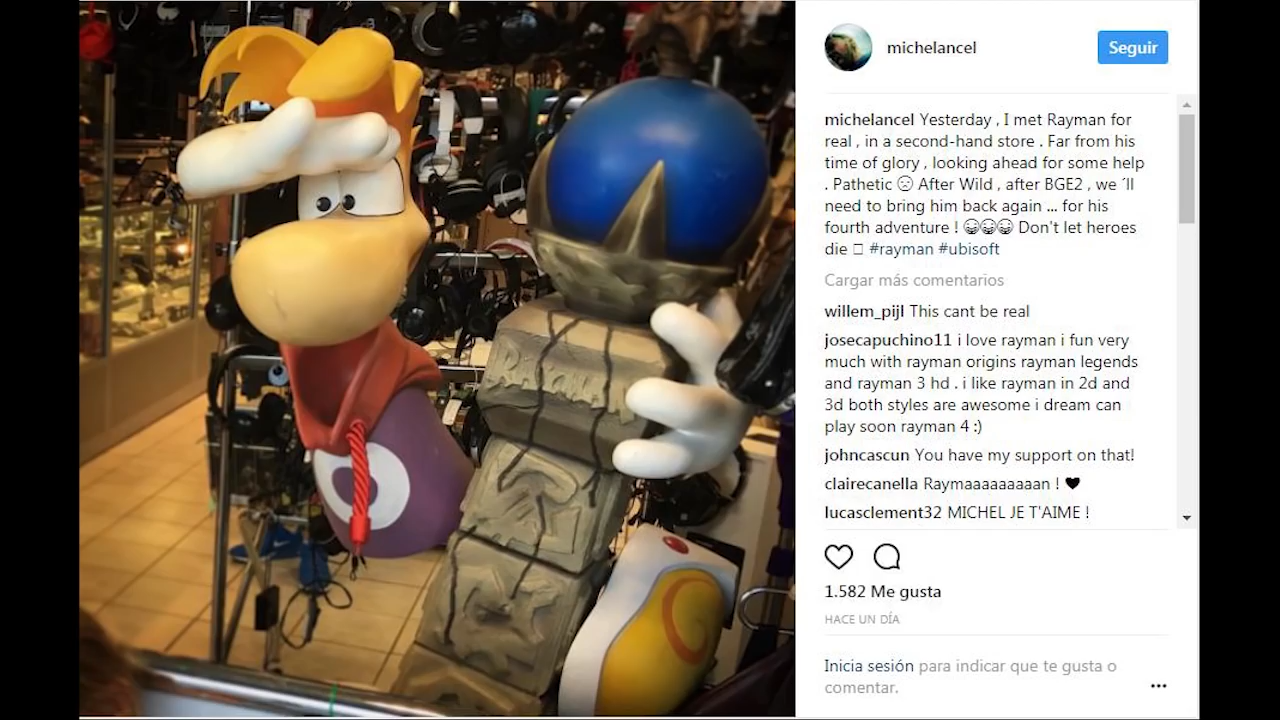 michelancel
Seguir
michelancel Yesterday , I met Rayman for
real , in a second-hand store . Far from his
time of glory , looking ahead for some help
. Pathetic ☹ After Wild , after BGE2 , we ´ll
need to bring him back again ... for his
fourth adventure ! 😀😀😀 Don't let heroes
die □ #rayman #ubisoft
Cargar más comentarios
willem_pijl This cant be real
josecapuchino11 i love rayman i fun very
much with rayman origins rayman legends
and rayman 3 hd . i like rayman in 2d and
3d both styles are awesome i dream can
play soon rayman 4 :)
johncascun You have my support on that!
clairecanella Raymaaaaaaaaan ! ♥
lucasclement32 MICHEL JE T'AIME !
1.582 Me gusta
HACE UN DÍA
Inicia sesión para indicar que te gusta o
comentar.